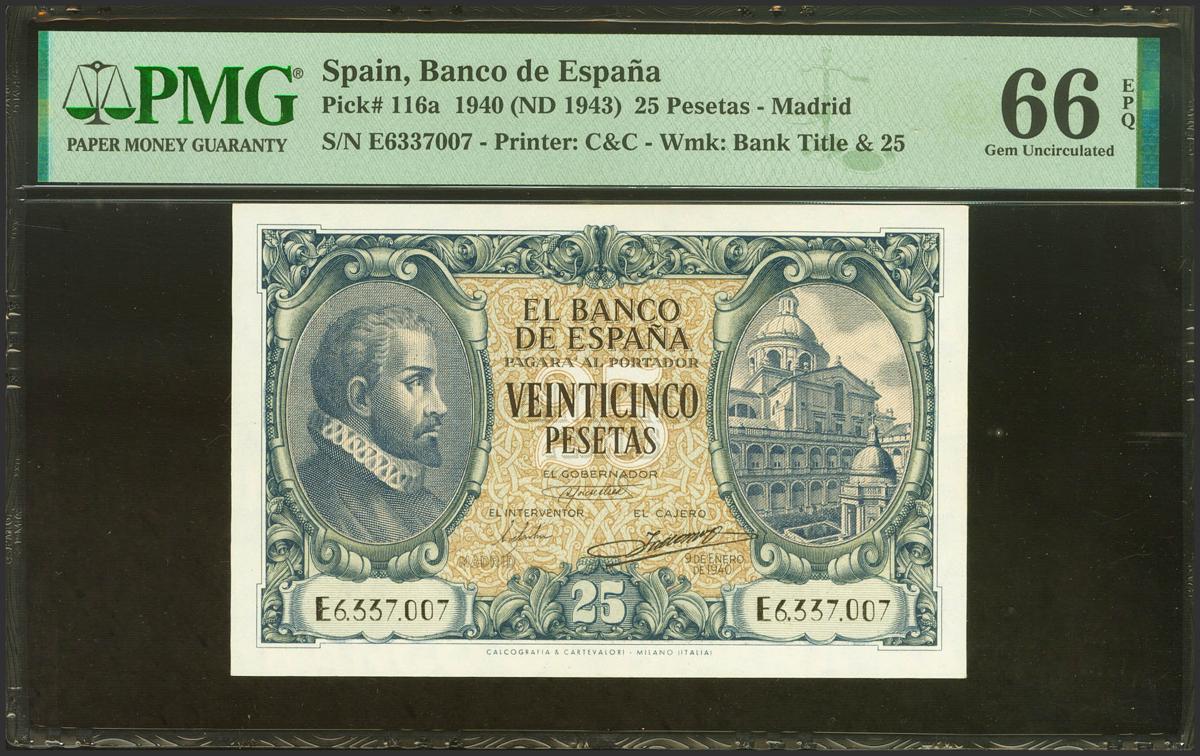 PMG®
PAPER MONEY GUARANTY
Spain, Banco de España
Pick# 116a 1940 (ND 1943) 25 Pesetas - Madrid
S/N E6337007 - Printer: C&C - Wmk: Bank Title & 25
66
EPQ
Gem Uncirculated
EL BANCO
DE ESPAÑA
PAGARÁ AL PORTADOR
25
VEINTICINCO
PESETAS
EL GOBERNADOR
EL INTERVENTOR EL CAJERO
MADRID 9 DE ENERO
DE 1940
E6.337.007 25 E6.337.007
CALCOGRAFIA & CARTEVALORI - MILANO (ITALIA)